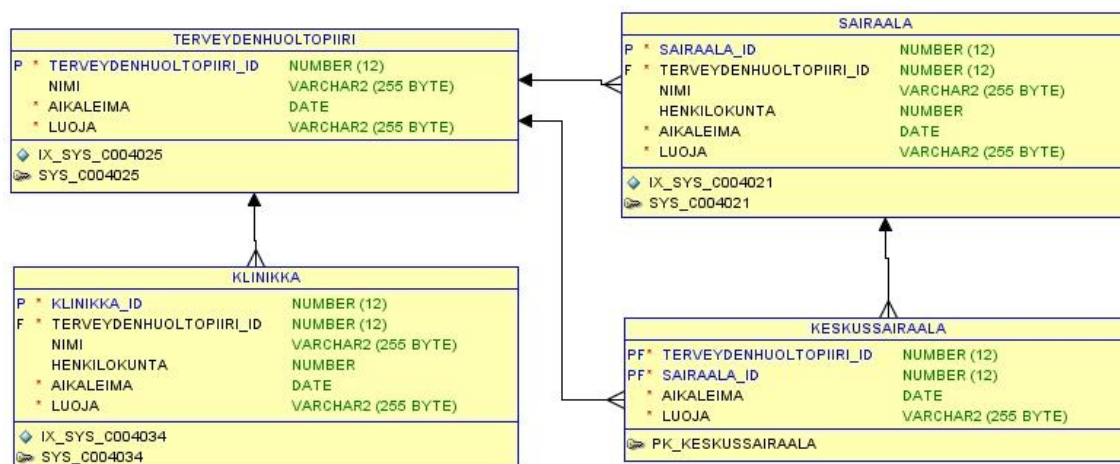 TERVEYDENHUOLTOPIIRI
P * TERVEYDENHUOLTOPIIRI_ID NUMBER (12)
NIMI VARCHAR2 (255 BYTE)
* AIKALEIMA DATE
* LUOJA VARCHAR2 (255 BYTE)
IX_SYS_C004025
SYS_C004025
SAIRAALA
P * SAIRAALA_ID NUMBER (12)
F * TERVEYDENHUOLTOPIIRI_ID NUMBER (12)
NIMI VARCHAR2 (255 BYTE)
HENKILOKUNTA NUMBER
* AIKALEIMA DATE
* LUOJA VARCHAR2 (255 BYTE)
IX_SYS_C004021
SYS_C004021
KLINIKKA
P * KLINIKKA_ID NUMBER (12)
F * TERVEYDENHUOLTOPIIRI_ID NUMBER (12)
NIMI VARCHAR2 (255 BYTE)
HENKILOKUNTA NUMBER
* AIKALEIMA DATE
* LUOJA VARCHAR2 (255 BYTE)
IX_SYS_C004034
SYS_C004034
KESKUSSAIRAALA
PF* TERVEYDENHUOLTOPIIRI_ID NUMBER (12)
PF* SAIRAALA_ID NUMBER (12)
* AIKALEIMA DATE
* LUOJA VARCHAR2 (255 BYTE)
PK_KESKUSSAIRAALA